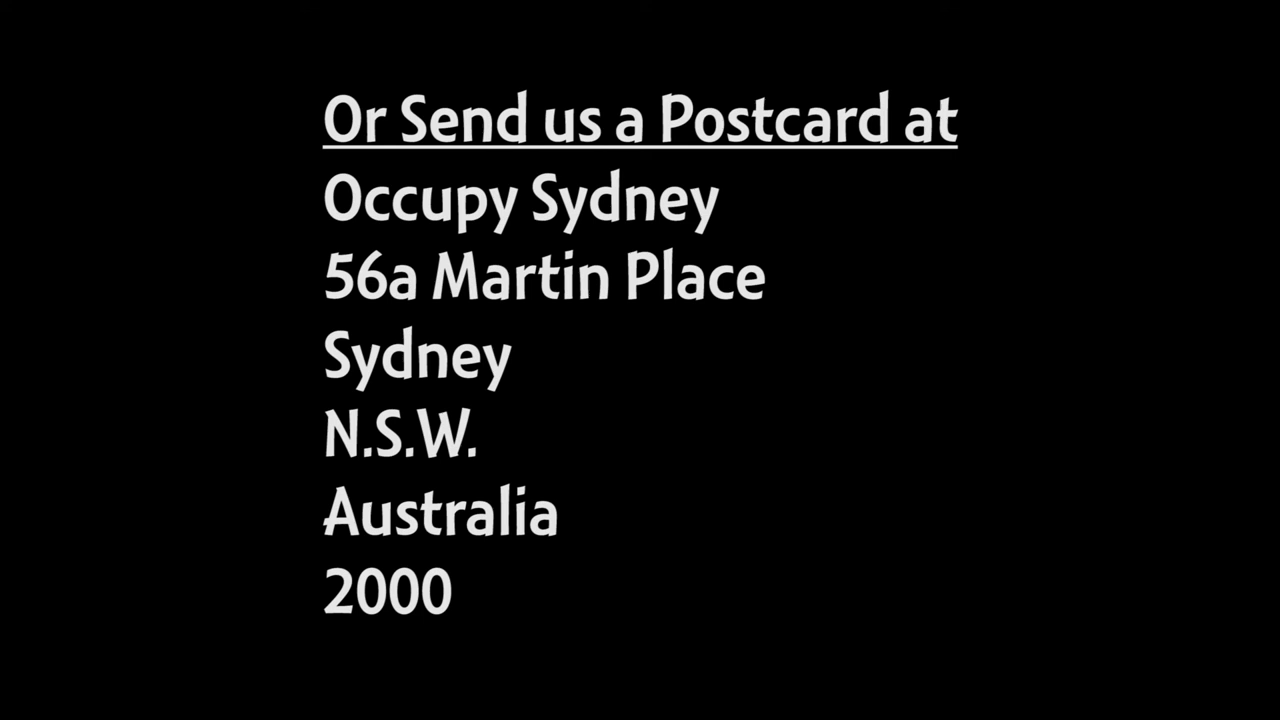 Or Send us a Postcard at
Occupy Sydney
56a Martin Place
Sydney
N.S.W.
Australia
2000